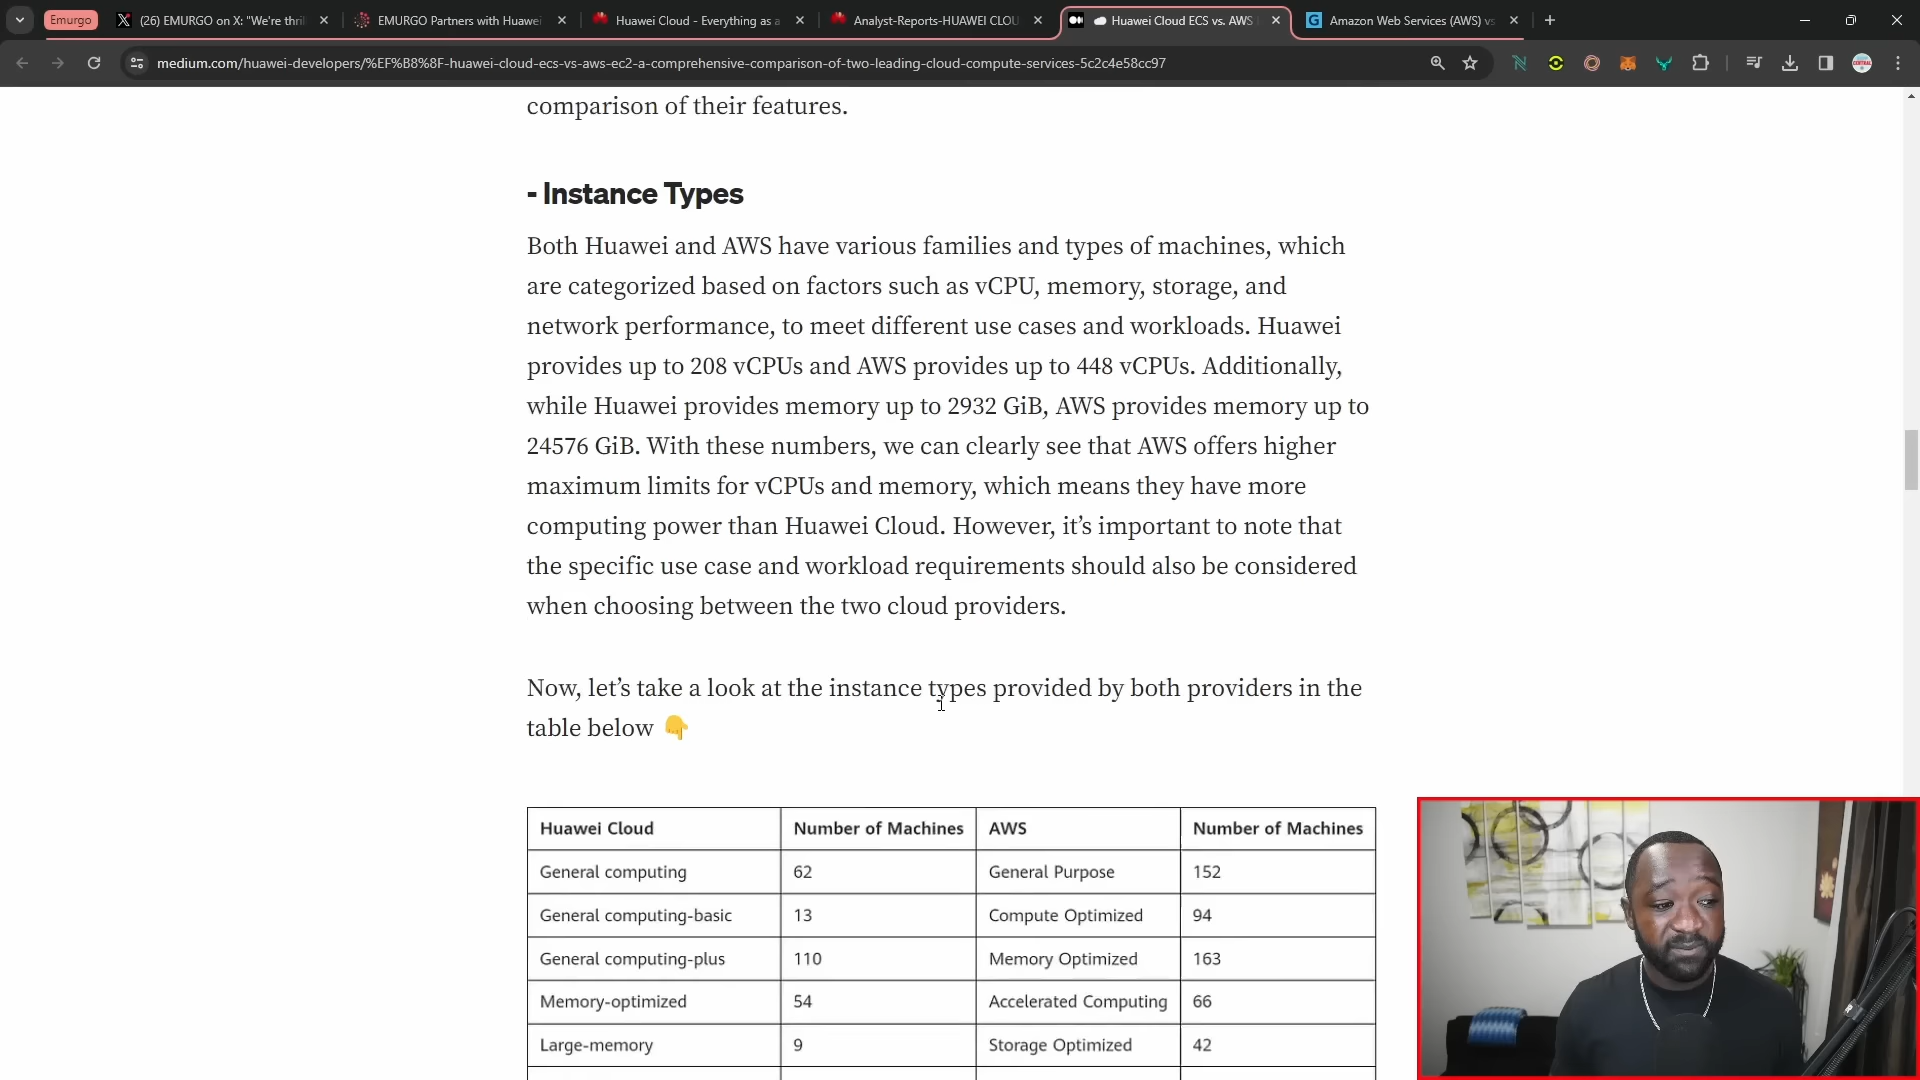 Emurgo
(26) EMURGO on X: "We're thri
EMURGO Partners with Huawei
Huawei Cloud - Everything as a
Analyst-Reports-HUAWEI CLOU
Huawei Cloud ECS vs. AWS
Amazon Web Services (AWS) vs
medium.com/huawei-developers/%EF%B8%8F-huawei-cloud-ecs-vs-aws-ec2-a-comprehensive-comparison-of-two-leading-cloud-compute-services-5c2c4e58cc97
comparison of their features.
- Instance Types
Both Huawei and AWS have various families and types of machines, which
are categorized based on factors such as vCPU, memory, storage, and
network performance, to meet different use cases and workloads. Huawei
provides up to 208 vCPUs and AWS provides up to 448 vCPUs. Additionally,
while Huawei provides memory up to 2932 GiB, AWS provides memory up to
24576 GiB. With these numbers, we can clearly see that AWS offers higher
maximum limits for vCPUs and memory, which means they have more
computing power than Huawei Cloud. However, it’s important to note that
the specific use case and workload requirements should also be considered
when choosing between the two cloud providers.
Now, let’s take a look at the instance types provided by both providers in the
table below 👇
Huawei Cloud Number of Machines AWS Number of Machines
General computing 62 General Purpose 152
General computing-basic 13 Compute Optimized 94
General computing-plus 110 Memory Optimized 163
Memory-optimized 54 Accelerated Computing 66
Large-memory 9 Storage Optimized 42